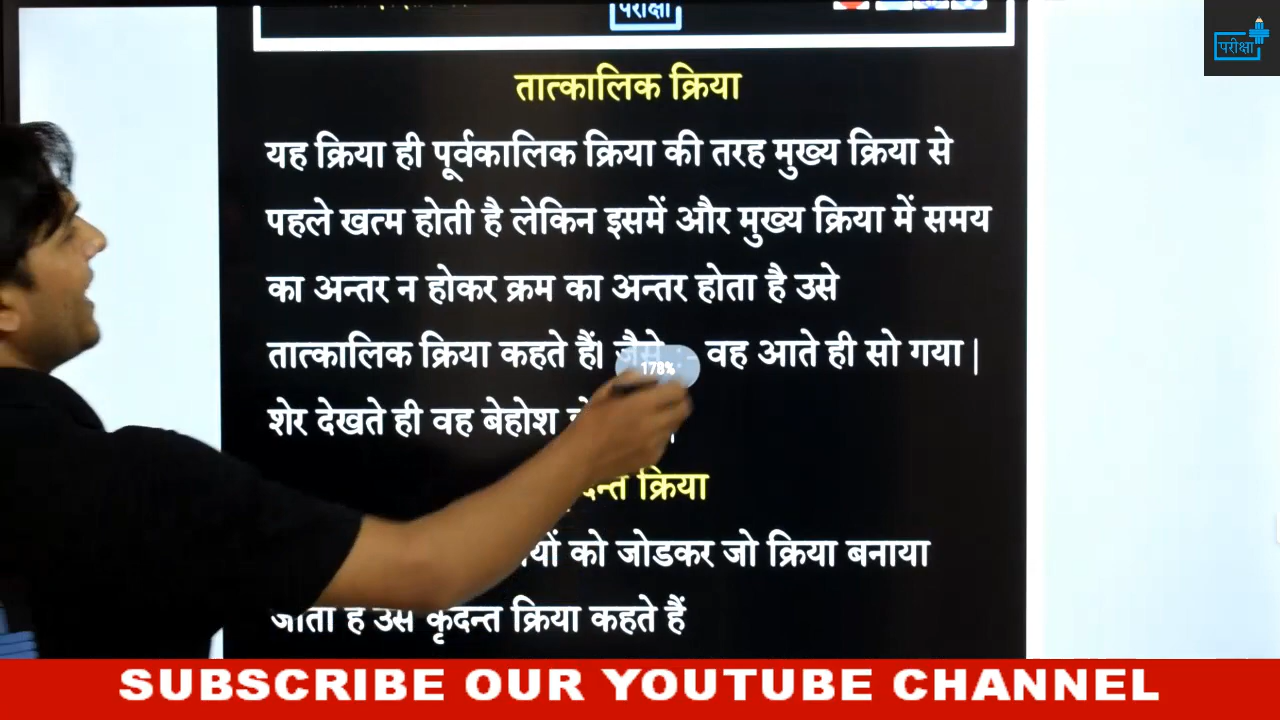 परीक्षा
परीक्षा
तात्कालिक क्रिया
यह क्रिया ही पूर्वकालिक क्रिया की तरह मुख्य क्रिया से
पहले खत्म होती है लेकिन इसमें और मुख्य क्रिया में समय
का अन्तर न होकर क्रम का अन्तर होता है उसे
तात्कालिक क्रिया कहते हैं। जैसे :- वह आते ही सो गया |
178%
शेर देखते ही वह बेहोश
क्रिया
को जोडकर जो क्रिया बनाया
जाता है उसे कृदन्त क्रिया कहते हैं
SUBSCRIBE OUR YOUTUBE CHANNEL